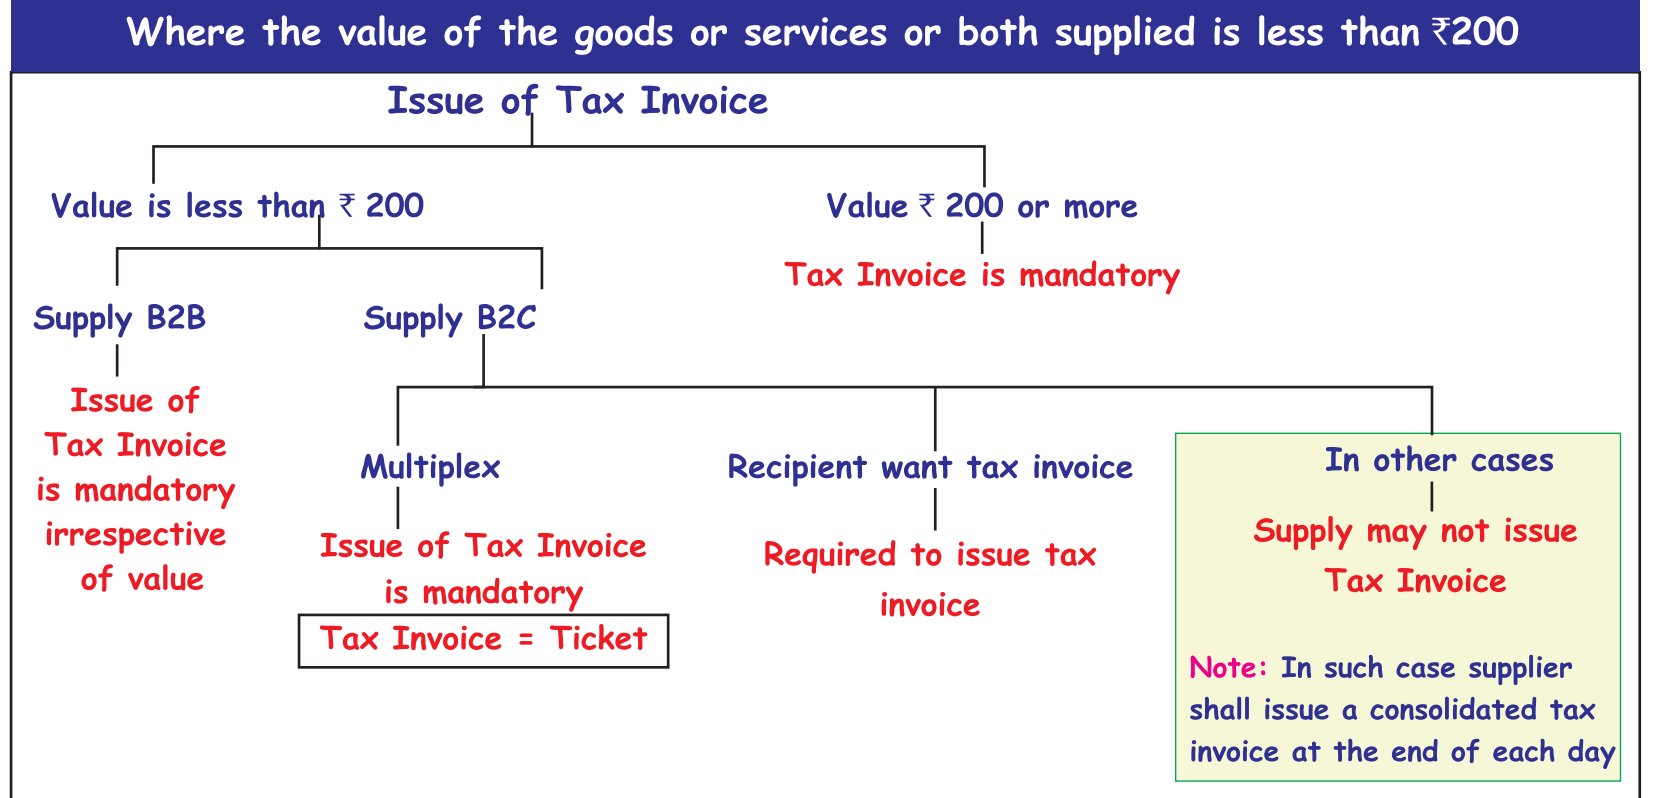 Where the value of the goods or services or both supplied is less than ₹200
Issue of Tax Invoice
Value is less than ₹ 200
Value ₹ 200 or more
Tax Invoice is mandatory
Supply B2B
Supply B2C
Issue of
Tax Invoice
is mandatory
irrespective
of value
Multiplex
Issue of Tax Invoice
is mandatory
Tax Invoice = Ticket
Recipient want tax invoice
Required to issue tax
invoice
In other cases
Supply may not issue
Tax Invoice
Note: In such case supplier
shall issue a consolidated tax
invoice at the end of each day